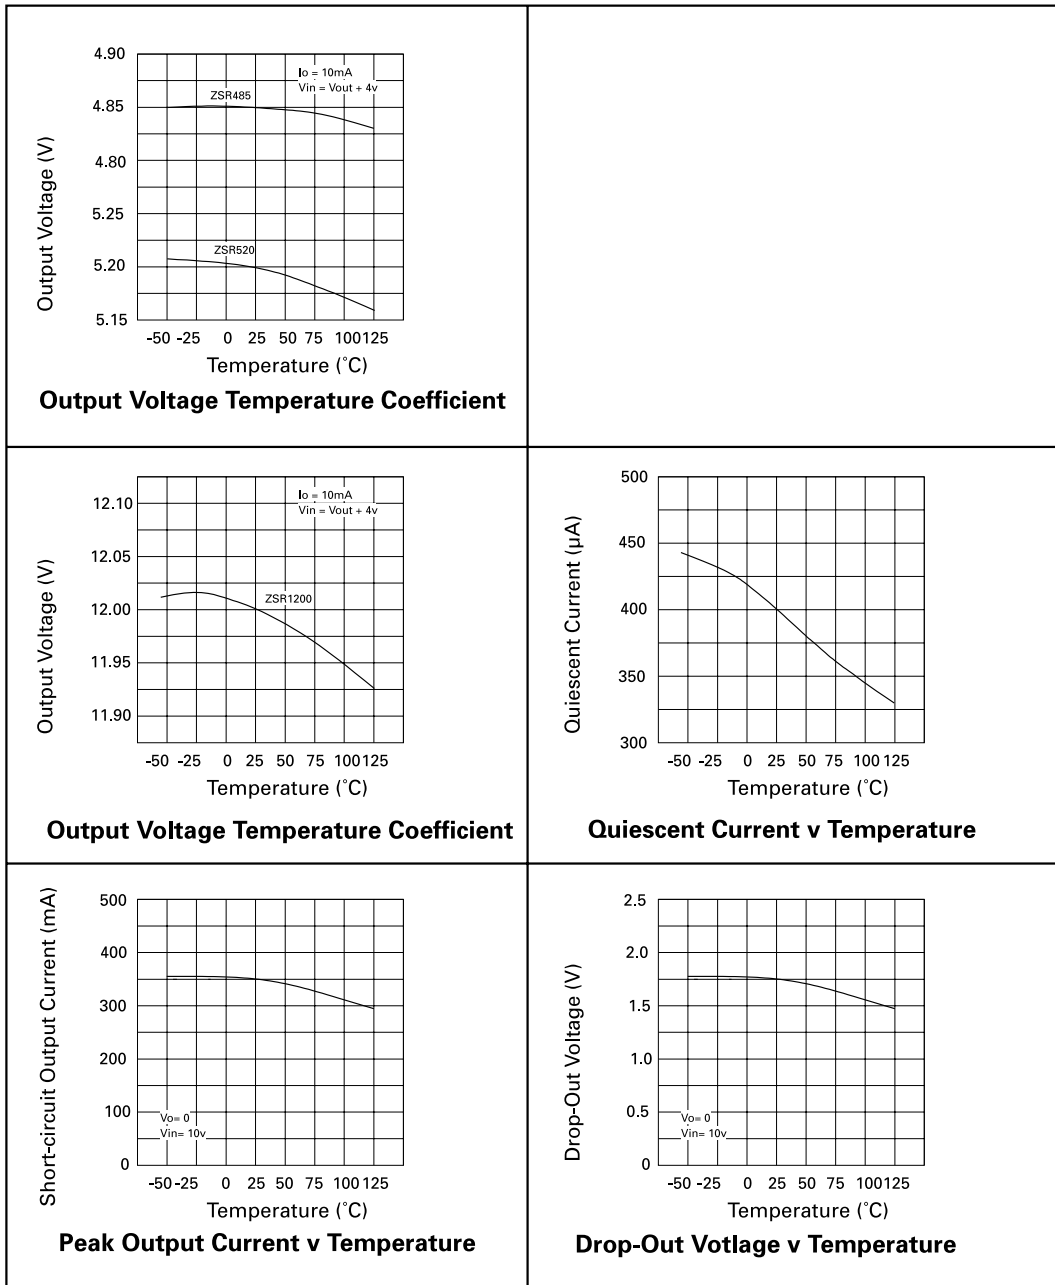 4.90
4.85
4.80
5.25
5.20
5.15
Output Voltage (V)
Io = 10mA
Vin = Vout + 4v
ZSR485
ZSR520
-50 -25 0 25 50 75 100 125
Temperature (˚C)
Output Voltage Temperature Coefficient
12.10
12.05
12.00
11.95
11.90
Output Voltage (V)
Io = 10mA
Vin = Vout + 4v
ZSR1200
-50 -25 0 25 50 75 100 125
Temperature (˚C)
Output Voltage Temperature Coefficient
500
450
400
350
300
Quiescent Current (µA)
-50 -25 0 25 50 75 100 125
Temperature (˚C)
Quiescent Current v Temperature
500
400
300
200
100
0
Short-circuit Output Current (mA)
Vo= 0
Vin= 10v
-50 -25 0 25 50 75 100 125
Temperature (˚C)
Peak Output Current v Temperature
2.5
2.0
1.5
1.0
0.5
0
Drop-Out Voltage (V)
Vo= 0
Vin= 10v
-50 -25 0 25 50 75 100 125
Temperature (˚C)
Drop-Out Votlage v Temperature